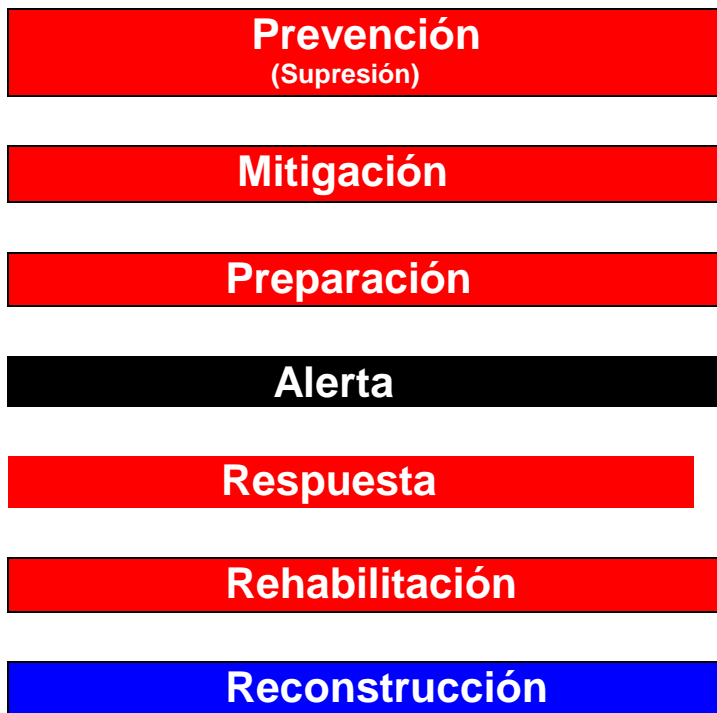 Prevención
(Supresión)
Mitigación
Preparación
Alerta
Respuesta
Rehabilitación
Reconstrucción